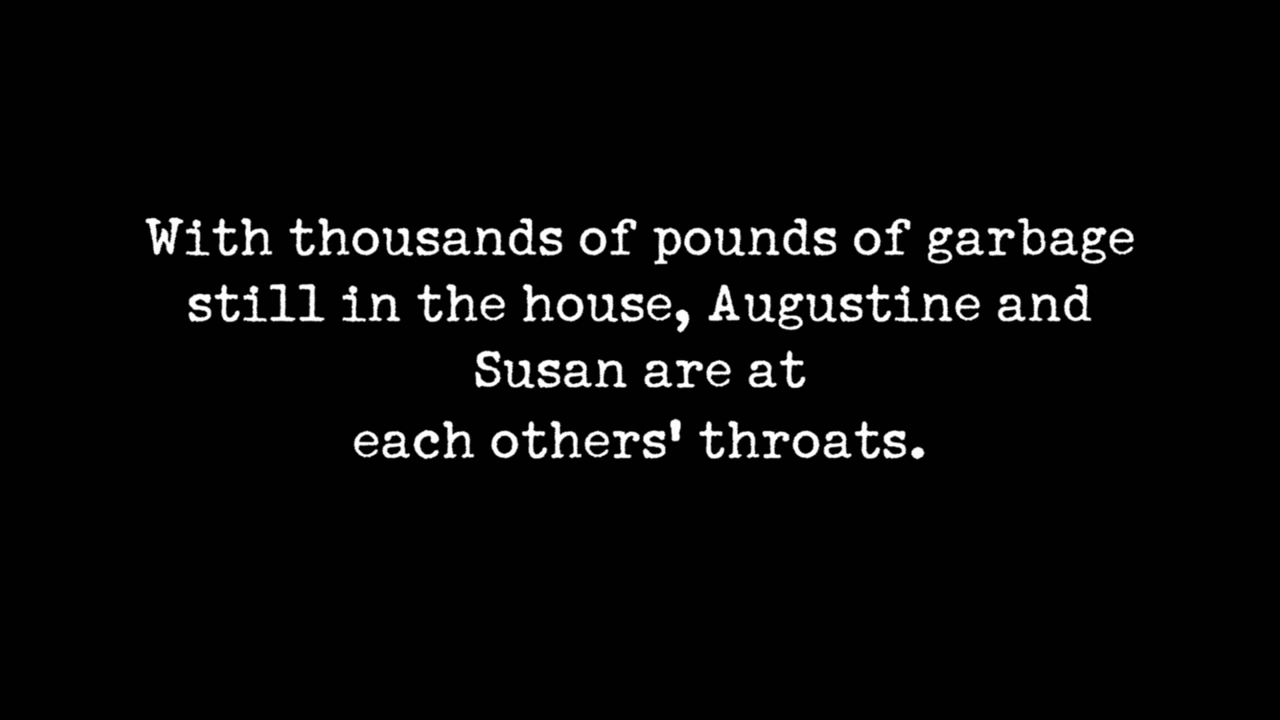 With thousands of pounds of garbage
still in the house, Augustine and
Susan are at
each others' throats.